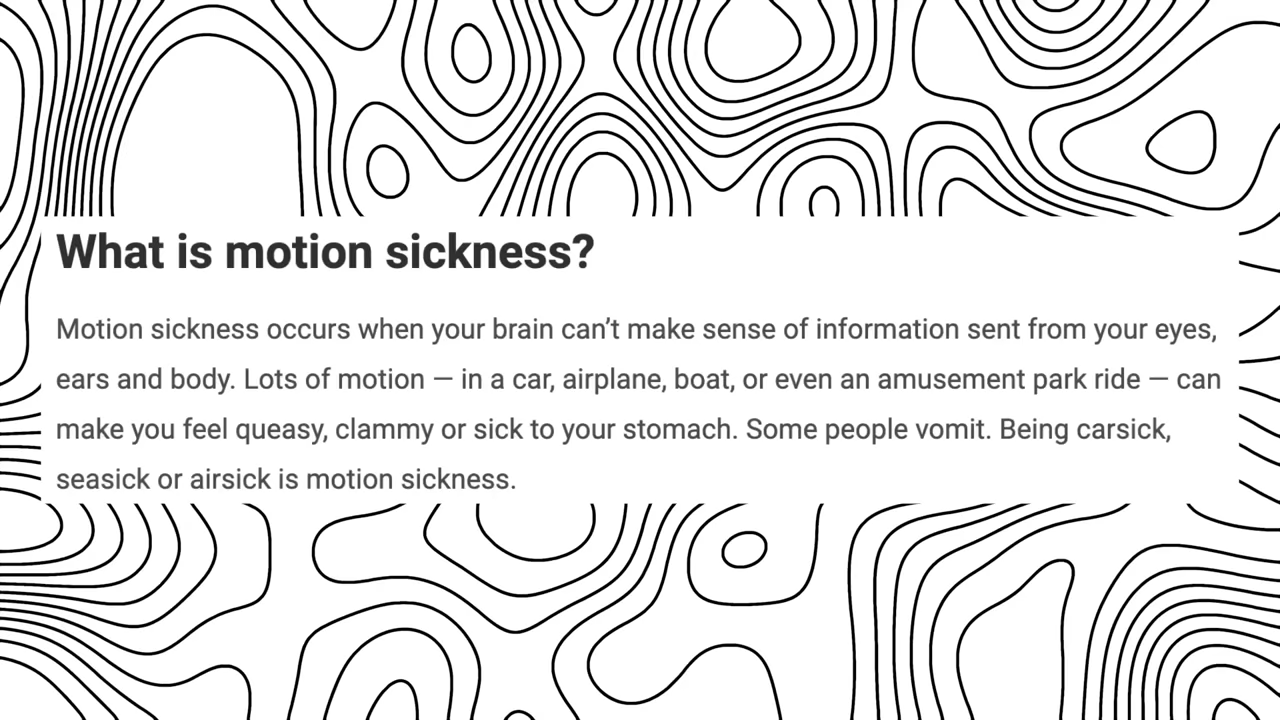 What is motion sickness?
Motion sickness occurs when your brain can’t make sense of information sent from your eyes,
ears and body. Lots of motion — in a car, airplane, boat, or even an amusement park ride — can
make you feel queasy, clammy or sick to your stomach. Some people vomit. Being carsick,
seasick or airsick is motion sickness.